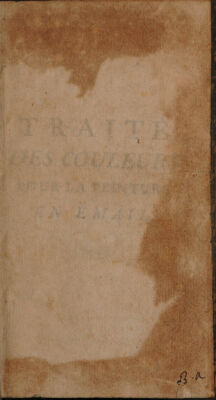 TRAITÉ
DES COULEURS
POUR LA PEINTURE
EN ÉMAIL